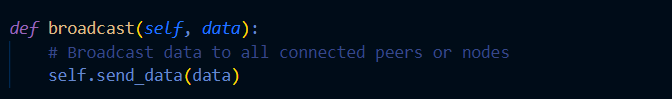 def broadcast(self, data):
    # Broadcast data to all connected peers or nodes
    self.send_data(data)